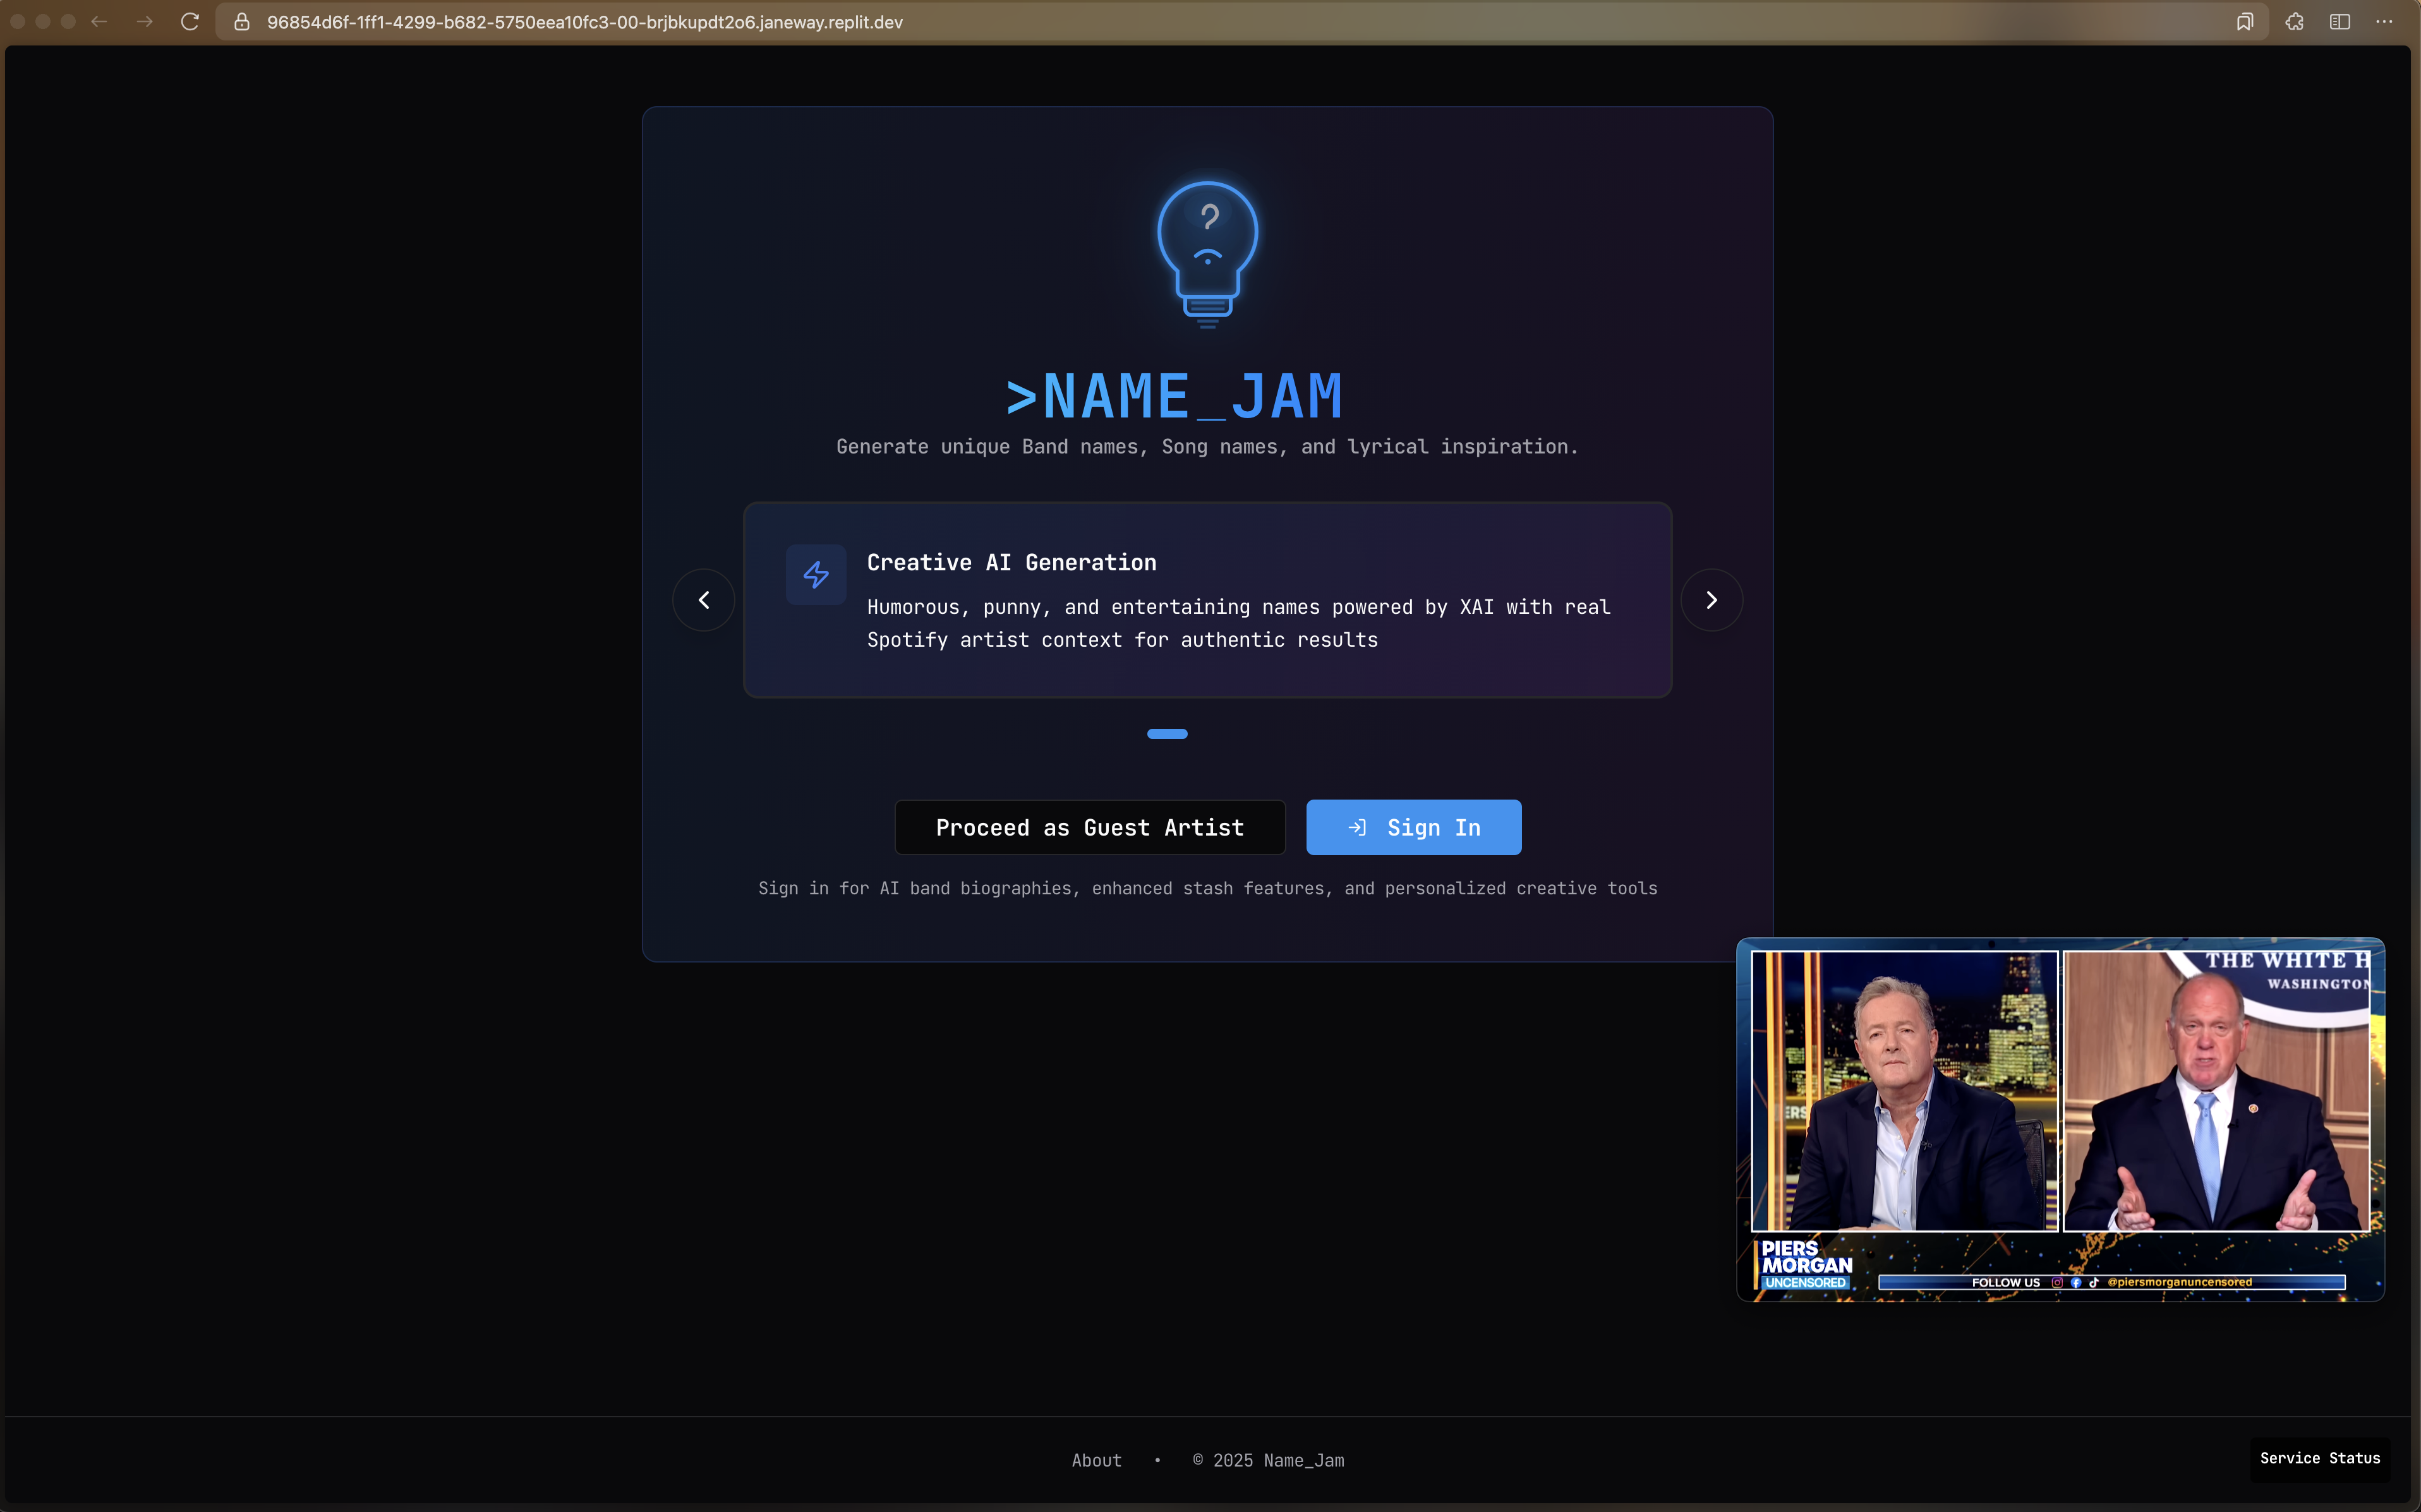 96854d6f-1ff1-4299-b682-5750eea10fc3-00-brjbkupdt2o6.janeway.replit.dev
?
>NAME_JAM
Generate unique Band names, Song names, and lyrical inspiration.
Creative AI Generation
Humorous, punny, and entertaining names powered by XAI with real
Spotify artist context for authentic results
Proceed as Guest Artist
Sign In
Sign in for AI band biographies, enhanced stash features, and personalized creative tools
THE WHITE H
WASHINGTON
ERS
PIERS
MORGAN
UNCENSORED
FOLLOW US @piersmorganuncensored
About • © 2025 Name_Jam
Service Status